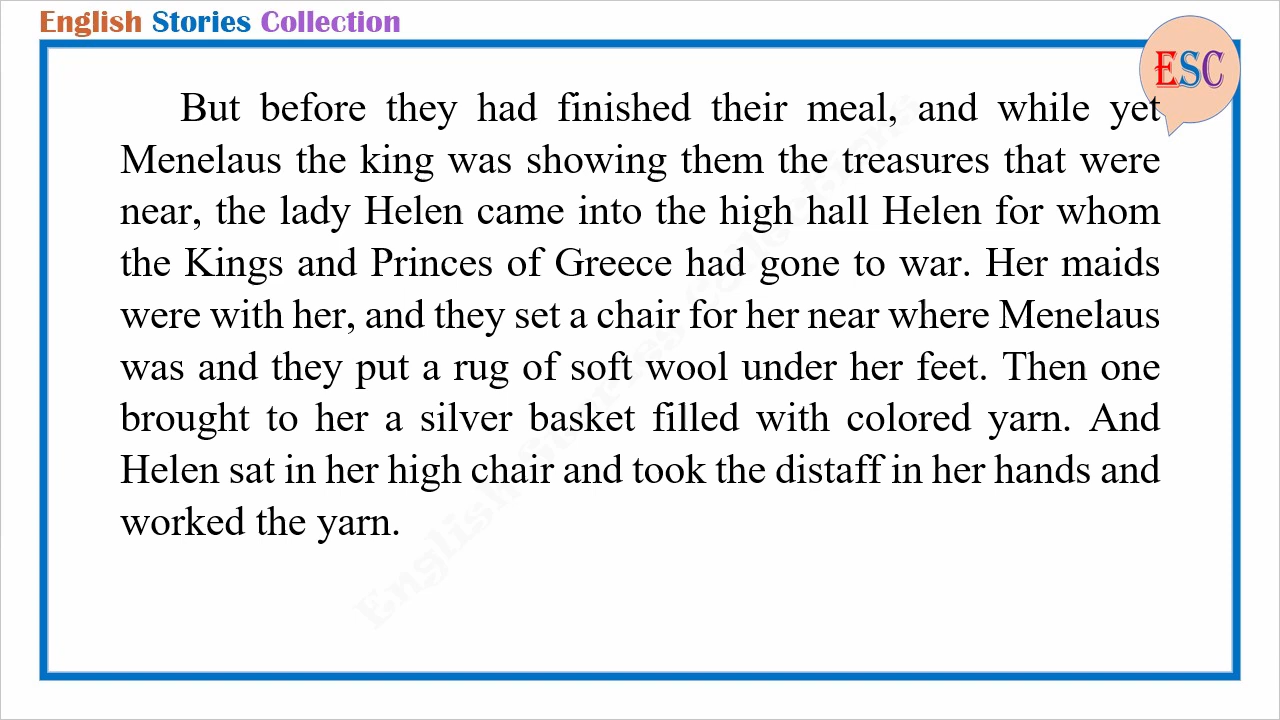 English Stories Collection
ESC
But before they had finished their meal, and while yet
Menelaus the king was showing them the treasures that were
near, the lady Helen came into the high hall Helen for whom
the Kings and Princes of Greece had gone to war. Her maids
were with her, and they set a chair for her near where Menelaus
was and they put a rug of soft wool under her feet. Then one
brought to her a silver basket filled with colored yarn. And
Helen sat in her high chair and took the distaff in her hands and
worked the yarn.
English Stories Collections